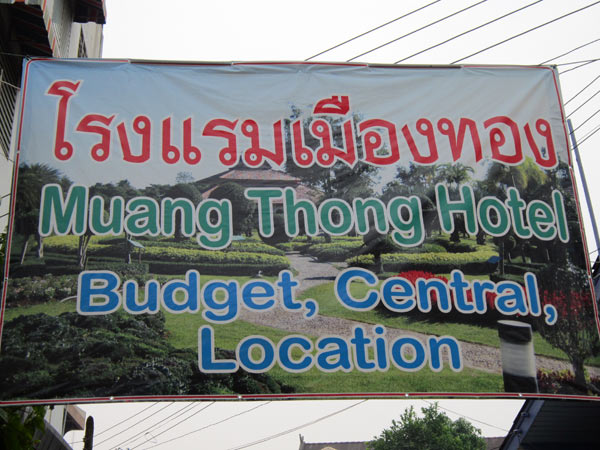 โรงแรมเมืองทอง
Muang Thong Hotel
Budget, Central,
Location